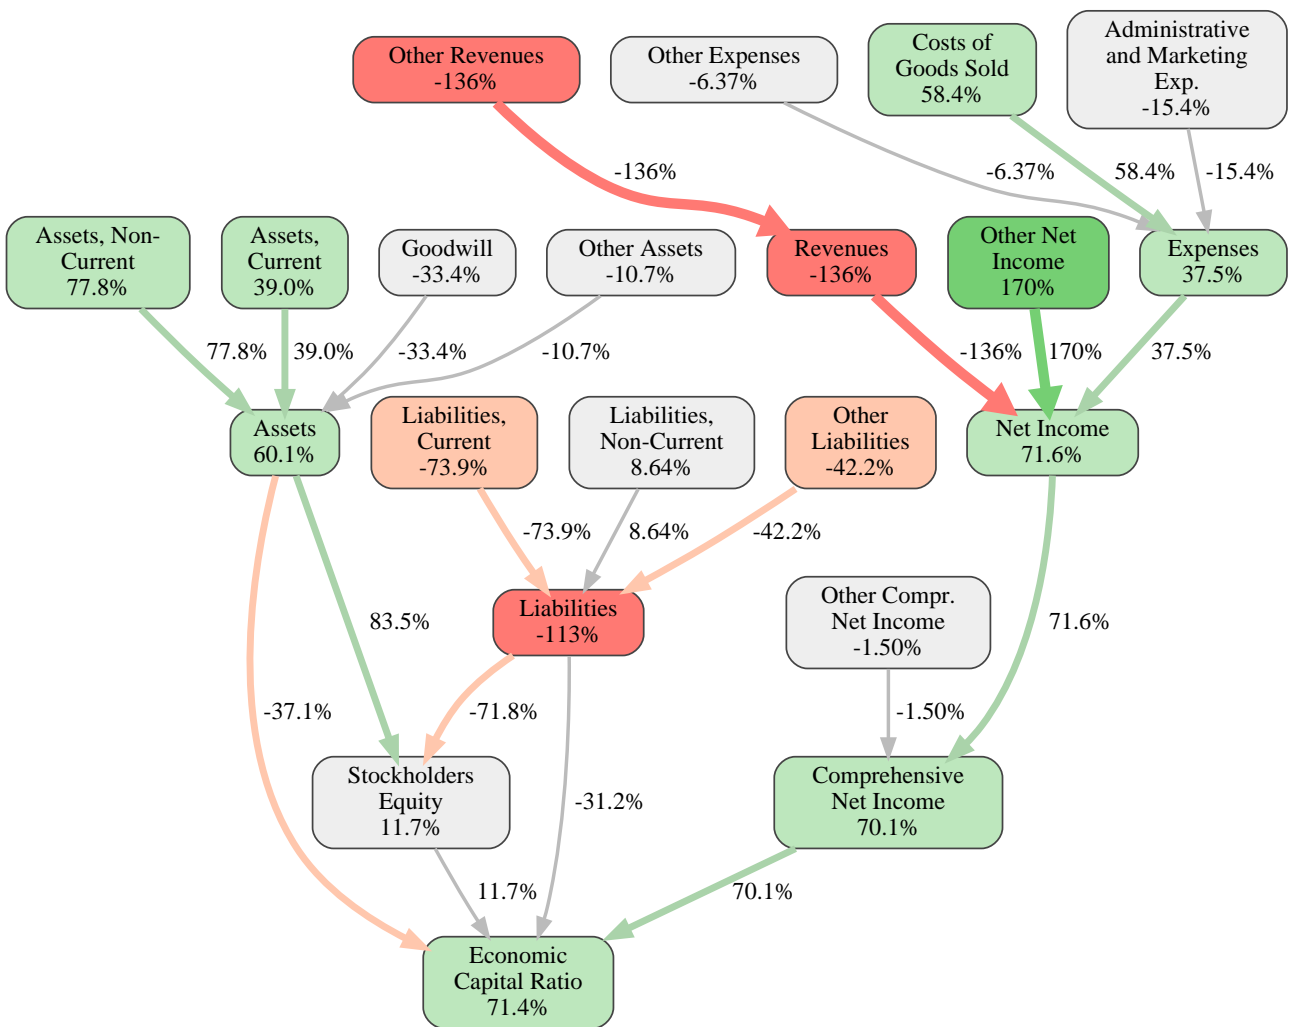 Other Revenues
-136%
Other Expenses
-6.37%
Costs of
Goods Sold
58.4%
Administrative
and Marketing
Exp.
-15.4%
-136%
-6.37%
58.4%
-15.4%
Assets, Non-
Current
77.8%
Assets,
Current
39.0%
Goodwill
-33.4%
Other Assets
-10.7%
Revenues
-136%
Other Net
Income
170%
Expenses
37.5%
77.8%
39.0%
-33.4%
-10.7%
-136%
170%
37.5%
Assets
60.1%
Liabilities,
Current
-73.9%
Liabilities,
Non-Current
8.64%
Other
Liabilities
-42.2%
Net Income
71.6%
-73.9%
8.64%
-42.2%
Liabilities
-113%
Other Compr.
Net Income
-1.50%
83.5%
71.6%
-37.1%
-71.8%
-1.50%
Stockholders
Equity
11.7%
-31.2%
Comprehensive
Net Income
70.1%
11.7%
70.1%
Economic
Capital Ratio
71.4%